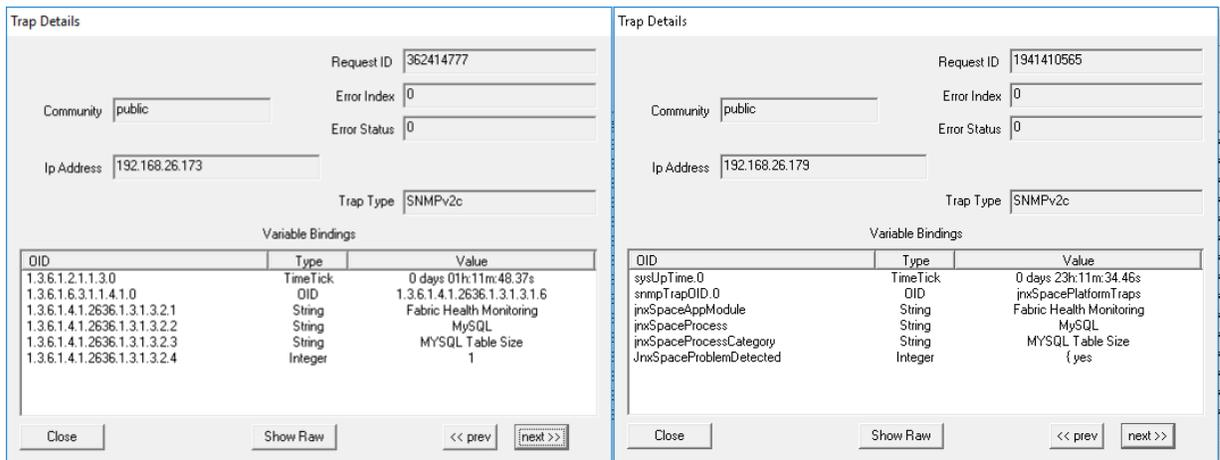 Trap Details
Request ID 362414777
Community public
Error Index 0
Error Status 0
Ip Address 192.168.26.173
Trap Type SNMPv2c
Variable Bindings
OID Type Value
1.3.6.1.2.1.1.3.0 TimeTick 0 days 01h:11m:48.37s
1.3.6.1.6.3.1.1.4.1.0 OID 1.3.6.1.4.1.2636.1.3.1.3.1.6
1.3.6.1.4.1.2636.1.3.1.3.2.1 String Fabric Health Monitoring
1.3.6.1.4.1.2636.1.3.1.3.2.2 String MySQL
1.3.6.1.4.1.2636.1.3.1.3.2.3 String MYSQL Table Size
1.3.6.1.4.1.2636.1.3.1.3.2.4 Integer 1
Close Show Raw << prev next >>
Trap Details
Request ID 1941410565
Community public
Error Index 0
Error Status 0
Ip Address 192.168.26.179
Trap Type SNMPv2c
Variable Bindings
OID Type Value
sysUpTime.0 TimeTick 0 days 23h:11m:34.46s
snmpTrapOID.0 OID jnxSpacePlatformTraps
jnxSpaceAppModule String Fabric Health Monitoring
jnxSpaceProcess String MySQL
jnxSpaceProcessCategory String MYSQL Table Size
JnxSpaceProblemDetected Integer { yes
Close Show Raw << prev next >>